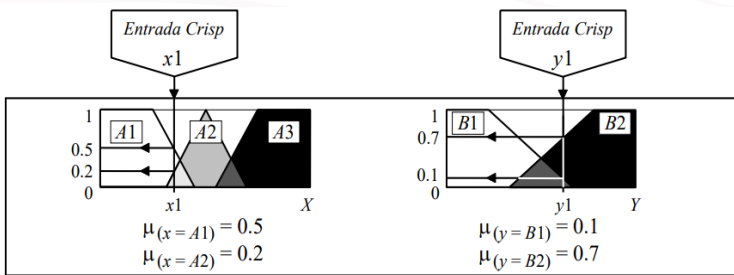 Entrada Crisp
x1
Entrada Crisp
y1
1
0.5
0.2
0
A1
A2
A3
x1
X
μ(x = A1) = 0.5
μ(x = A2) = 0.2
1
0.7
0.1
0
B1
B2
y1
Y
μ(y = B1) = 0.1
μ(y = B2) = 0.7